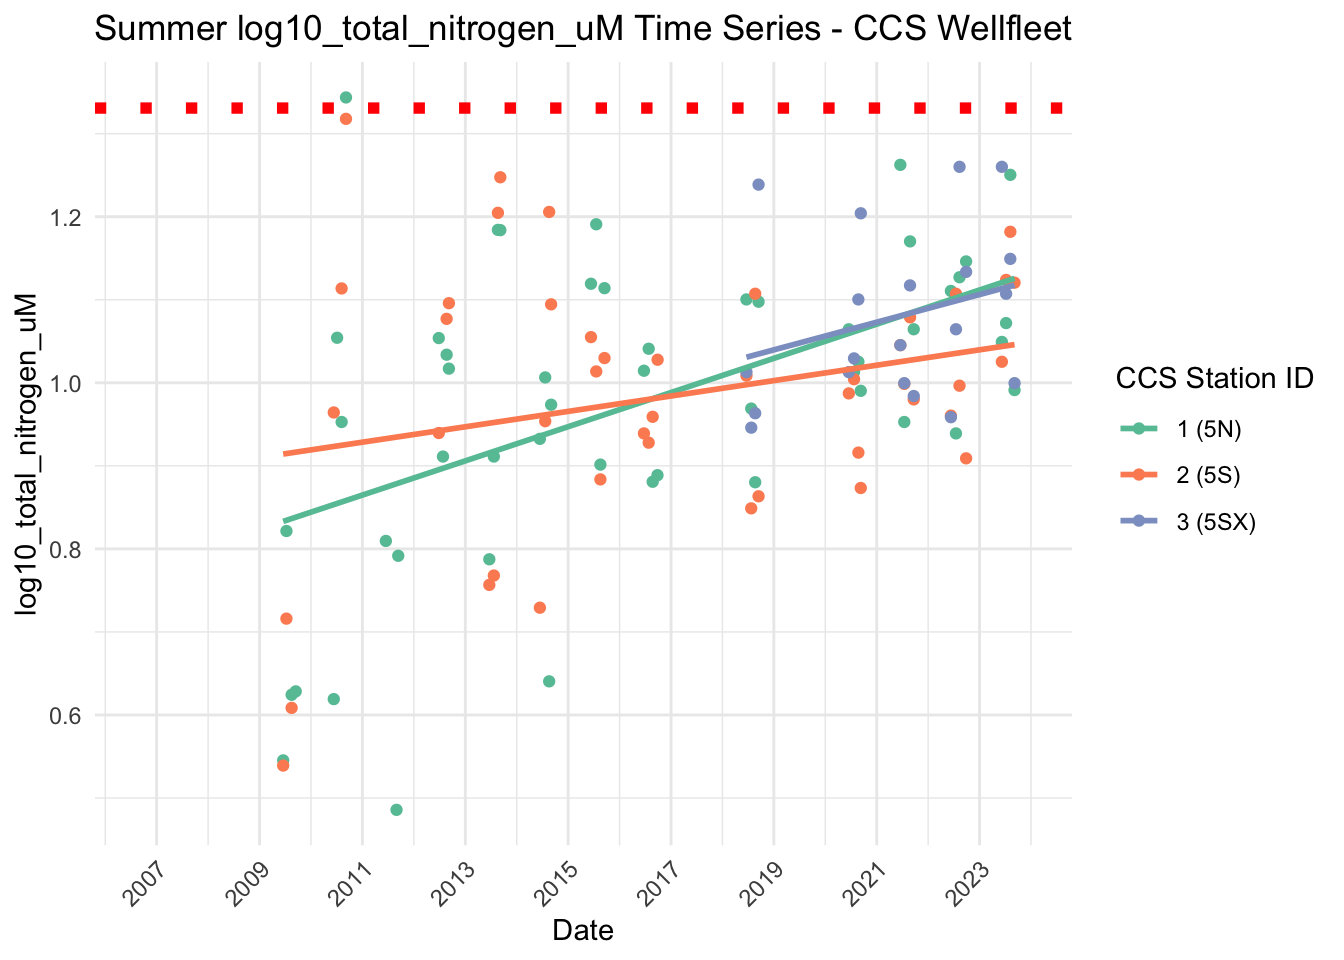 Summer log10_total_nitrogen_uM Time Series - CCS Wellfleet
log10_total_nitrogen_uM
1.2
1.0
0.8
0.6
2007
2009
2011
2013
2015
2017
2019
2021
2023
Date
CCS Station ID
1 (5N)
2 (5S)
3 (5SX)